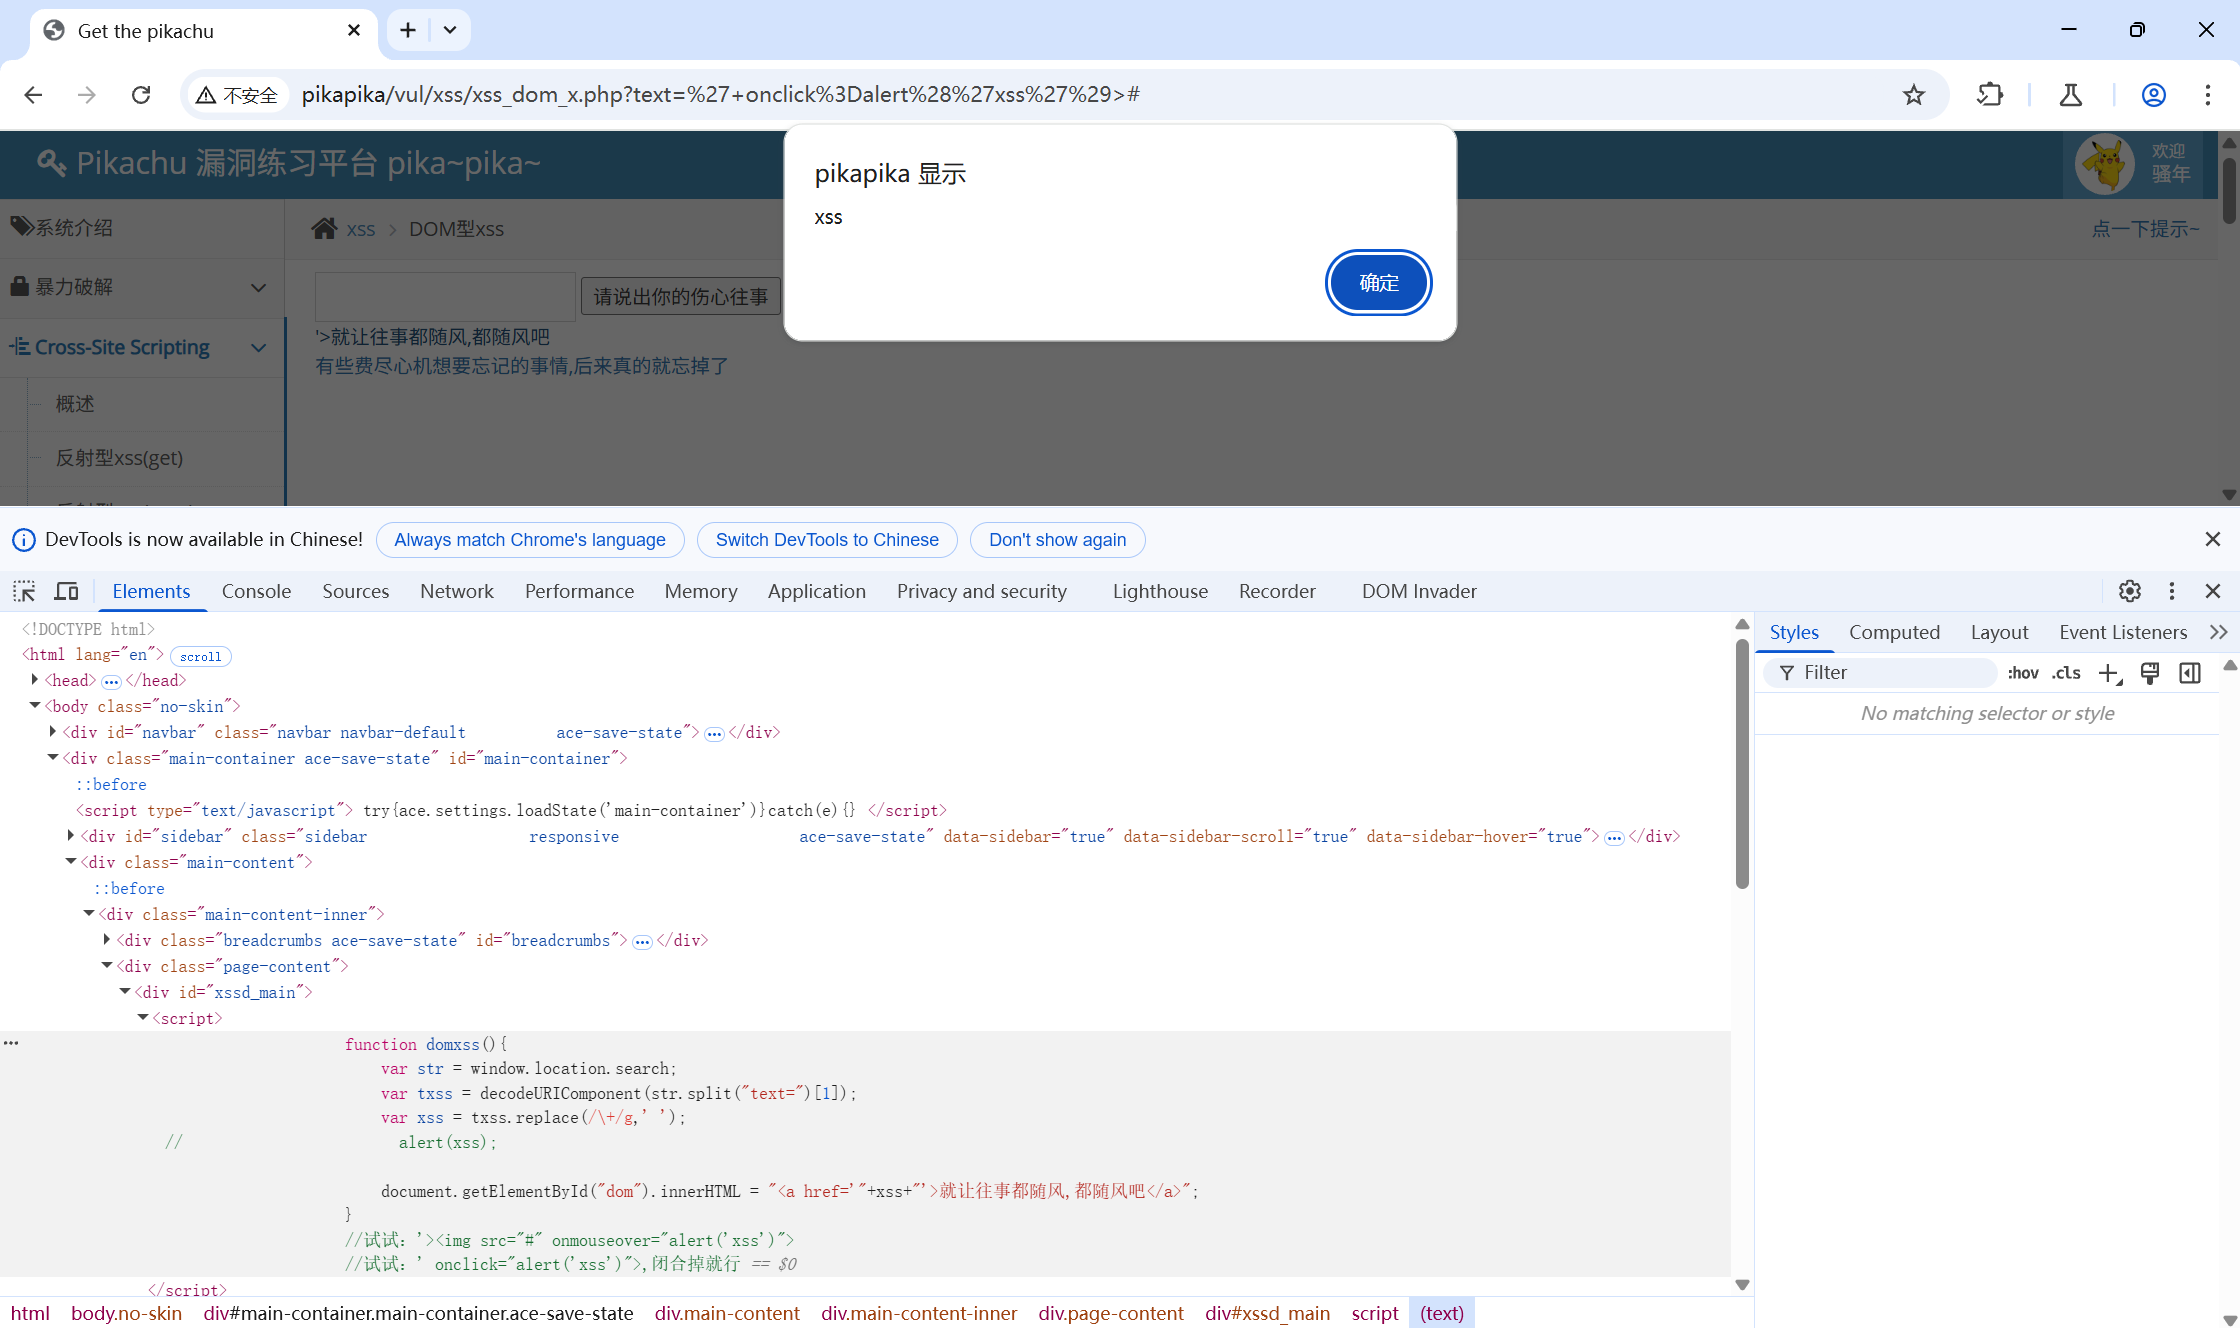 Get the pikachu
不安全
pikapika/vul/xss/xss_dom_x.php?text=%27+onclick%3Dalert%28%27xss%27%29>#
Pikachu 漏洞练习平台 pika~pika~
欢迎
骚年
pikapika 显示
xss
确定
系统介绍
xss
DOM型xss
点一下提示~
暴力破解
请说出你的伤心往事
'>就让往事都随风,都随风吧
Cross-Site Scripting
有些费尽心机想要忘记的事情,后来真的就忘掉了
概述
反射型xss(get)
DevTools is now available in Chinese!
Always match Chrome's language
Switch DevTools to Chinese
Don't show again
Elements
Console
Sources
Network
Performance
Memory
Application
Privacy and security
Lighthouse
Recorder
DOM Invader
<!DOCTYPE html>
<html lang="en"> scroll
<head> ••• </head>
<body class="no-skin">
<div id="navbar" class="navbar navbar-default          ace-save-state"> ••• </div>
<div class="main-container ace-save-state" id="main-container">
::before
<script type="text/javascript"> try{ace.settings.loadState('main-container')}catch(e){} </script>
<div id="sidebar" class="sidebar                  responsive                    ace-save-state" data-sidebar="true" data-sidebar-scroll="true" data-sidebar-hover="true"> ••• </div>
<div class="main-content">
::before
<div class="main-content-inner">
<div class="breadcrumbs ace-save-state" id="breadcrumbs"> ••• </div>
<div class="page-content">
<div id="xssd_main">
<script>
function domxss(){
var str = window.location.search;
var txss = decodeURIComponent(str.split("text=")[1]);
var xss = txss.replace(/\+/g,' ');
//                        alert(xss);
document.getElementById("dom").innerHTML = "<a href='"+xss+"'>就让往事都随风,都随风吧</a>";
}
//试试：'><img src="#" onmouseover="alert('xss')">
//试试：' onclick="alert('xss')">,闭合掉就行 == $0
</script>
html
body.no-skin
div#main-container.main-container.ace-save-state
div.main-content
div.main-content-inner
div.page-content
div#xssd_main
script
(text)
Styles
Computed
Layout
Event Listeners
Filter
:hov
.cls
No matching selector or style